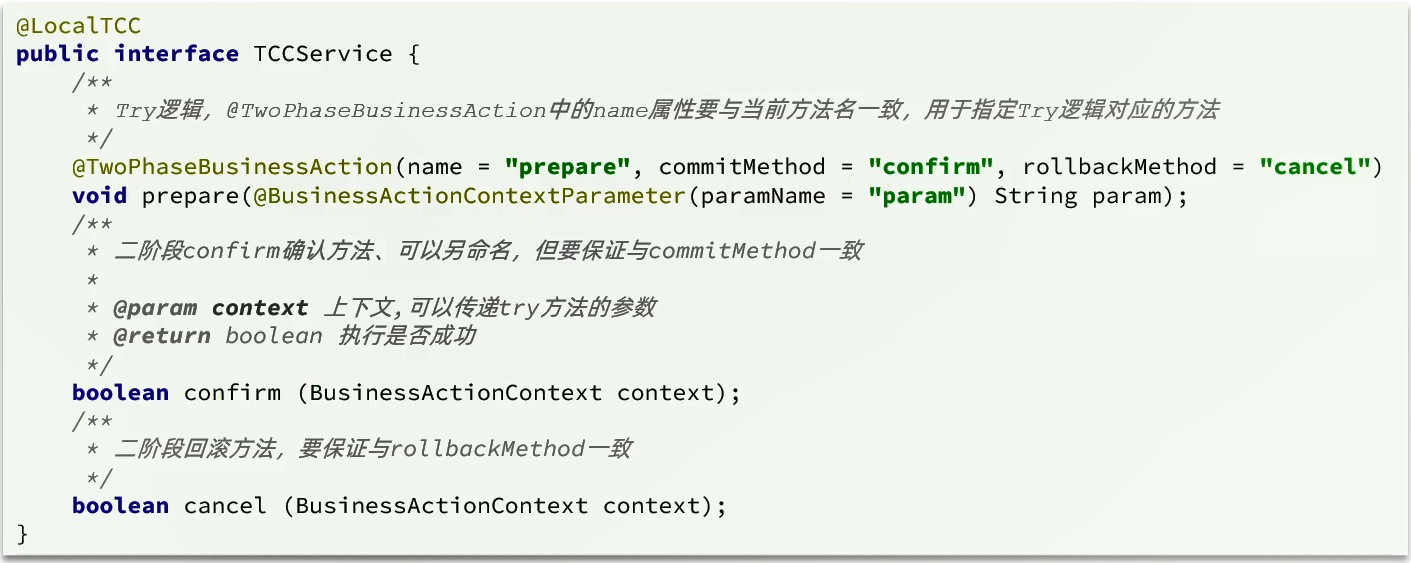 @LocalTCC
public interface TCCService {
    /**
     * Try逻辑，@TwoPhaseBusinessAction中的name属性要与当前方法名一致，用于指定Try逻辑对应的方法
     */
    @TwoPhaseBusinessAction(name = "prepare", commitMethod = "confirm", rollbackMethod = "cancel")
    void prepare(@BusinessActionContextParameter(paramName = "param") String param);
    /**
     * 二阶段confirm确认方法、可以另命名，但要保证与commitMethod一致
     *
     * @param context 上下文,可以传递try方法的参数
     * @return boolean 执行是否成功
     */
    boolean confirm (BusinessActionContext context);
    /**
     * 二阶段回滚方法，要保证与rollbackMethod一致
     */
    boolean cancel (BusinessActionContext context);
}